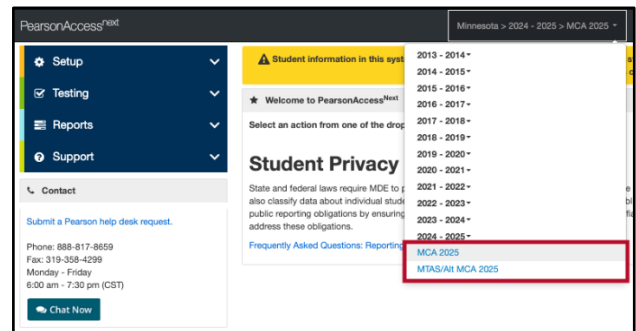 PearsonAccessnext
Minnesota > 2024 - 2025 > MCA 2025
Setup
Testing
Reports
Support
Contact
Submit a Pearson help desk request.
Phone: 888-817-8659
Fax: 319-358-4299
Monday - Friday
6:00 am - 7:30 pm (CST)
Chat Now
Student information in this
Welcome to PearsonAccessNext
Select an action from one of the
Student Privacy
State and federal laws require MDE to
also classify data about individual
public reporting obligations by ensuring
address these obligations.
Frequently Asked Questions: Reporting
2013 - 2014
2014 - 2015
2015 - 2016
2016 - 2017
2017 - 2018
2018 - 2019
2019 - 2020
2020 - 2021
2021 - 2022
2022 - 2023
2023 - 2024
2024 - 2025
MCA 2025
MTAS/Alt MCA 2025